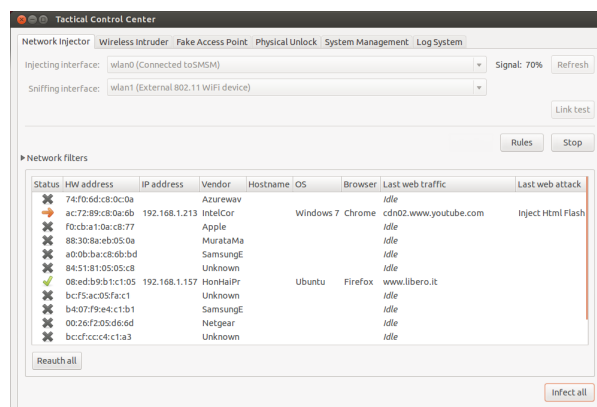 Tactical Control Center
Network Injector Wireless Intruder Fake Access Point Physical Unlock System Management Log System
Injecting interface: wlan0 (Connected toSMSM) Signal: 70% Refresh
Sniffing interface: wlan1 (External 802.11 WiFi device)
Link test
Rules Stop
Network filters
Status HW address IP address Vendor Hostname OS Browser Last web traffic Last web attack
74:f0:6d:c8:0c:0a Azurewav Idle
ac:72:89:c8:0a:6b 192.168.1.213 IntelCor Windows 7 Chrome cdn02.www.youtube.com Inject Html Flash
f0:cb:a1:0a:c8:77 Apple Idle
88:30:8a:eb:05:0a MurataMa Idle
a0:0b:ba:c8:6b:bd SamsungE Idle
84:51:81:05:05:c8 Unknown Idle
08:ed:b9:b1:c1:05 192.168.1.157 HonHaiPr Ubuntu Firefox www.libero.it
bc:f5:ac:05:fa:c1 Unknown Idle
b4:07:f9:e4:c1:b1 SamsungE Idle
00:26:f2:05:d6:6d Netgear Idle
bc:cf:cc:c4:c1:a3 Unknown Idle
Reauth all
Infect all